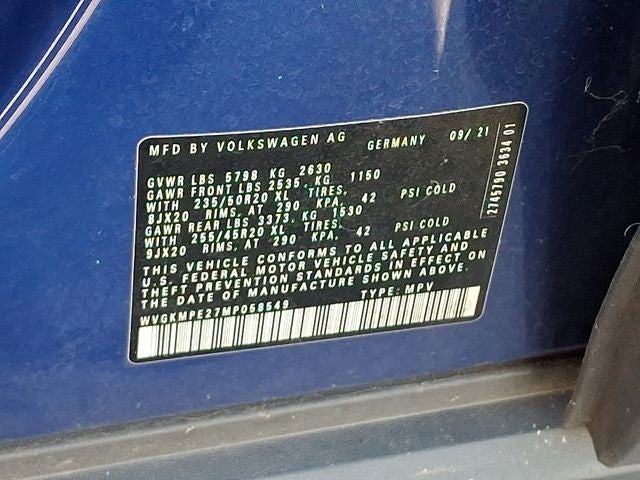 MFD BY VOLKSWAGEN AG GERMANY 09/21
GVWR LBS 5798 KG 2630
GAWR FRONT LBS 2535. KG 1150
WITH 235/50R20 XL TIRES,
8JX20 RIMS, AT 290 KPA, 42 PSI COLD
GAWR REAR LBS 3373. KG 1530
WITH 255/45R20 XL TIRES,
9JX20 RIMS, AT 290 KPA, 42 PSI COLD
THIS VEHICLE CONFORMS TO ALL APPLICABLE
U.S. FEDERAL MOTOR VEHICLE SAFETY AND
THEFT PREVENTION STANDARDS IN EFFECT ON
THE DATE OF MANUFACTURE SHOWN ABOVE.
WVGKMPE27MP058549 TYPE: MPV
2745790 3634 01